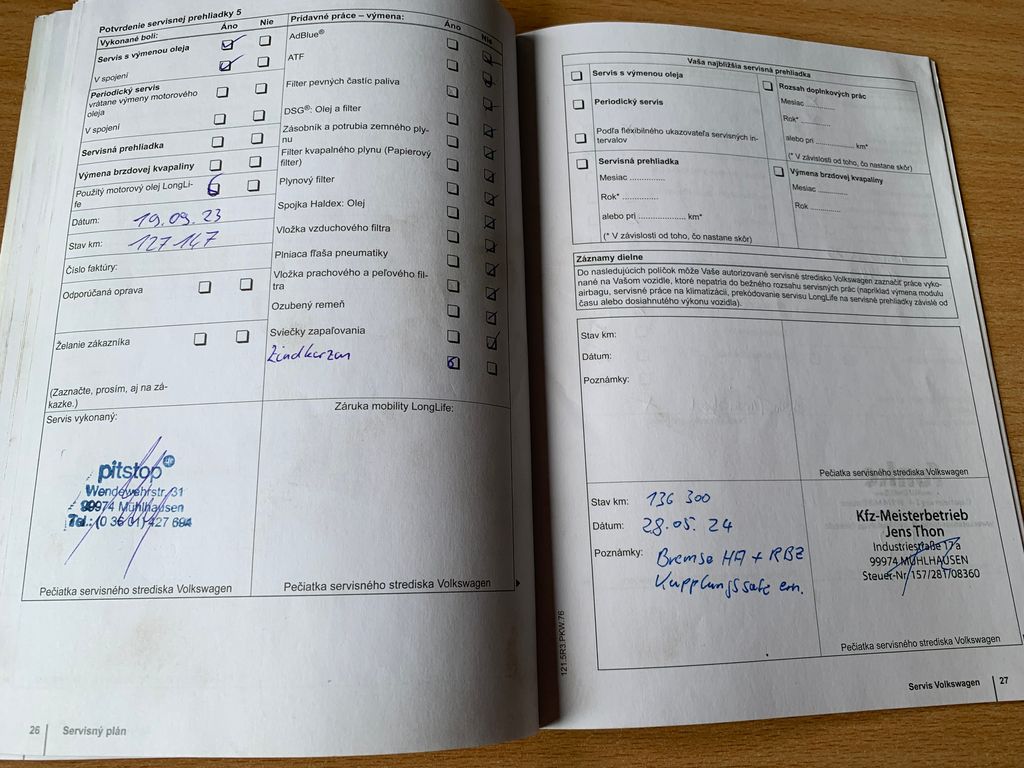 Potvrdenie servisnej prehliadky 5
Vykonané boli:
Áno
Nie
Servis s výmenou oleja
V spojení
Periodický servis
vrátane výmeny motorového
oleja
V spojení
Servisná prehliadka
Výmena brzdovej kvapaliny
Použitý motorový olej LongLi-
fe
Dátum:
19.09.23
Stav km:
127 147
Číslo faktúry:
Odporúčaná oprava
Želanie zákazníka
(Zaznačte, prosím, aj na zá-
kazke.)
Prídavné práce – výmena:
Áno
Nie
AdBlue®
ATF
Filter pevných častíc paliva
DSG®: Olej a filter
Zásobník a potrubia zemného ply-
nu
Filter kvapalného plynu (Papierový
filter)
Plynový filter
Spojka Haldex: Olej
Vložka vzduchového filtra
Plniaca fľaša pneumatiky
Vložka prachového a peľového fil-
tra
Ozubený remeň
Sviečky zapaľovania
Zindkerzan
Servis vykonaný:
pitstop
Wendewehrstr. 31
99974 Mühlhausen
Tel.: (0 36 01) 427 694
Pečiatka servisného strediska Volkswagen
Záruka mobility LongLife:
Pečiatka servisného strediska Volkswagen
26
Servisný plán
Vaša najbližšia servisná prehliadka
Servis s výmenou oleja
Periodický servis
Podľa flexibilného ukazovateľa servisných in-
tervalov
Servisná prehliadka
Mesiac ................
Rok* ................
alebo pri ................ km*
(* V závislosti od toho, čo nastane skôr)
Rozsah doplnkových prác
Mesiac ..............
Rok* ..............
alebo pri .............. km*
(* V závislosti od toho, čo nastane skôr)
Výmena brzdovej kvapaliny
Mesiac ..............
Rok ..............
Záznamy dielne
Do nasledujúcich políčok môže Vaše autorizované servisné stredisko Volkswagen zaznačiť práce vyko-
nané na Vašom vozidle, ktoré nepatria do bežného rozsahu servisných prác (napríklad výmena modulu
airbagu, servisné práce na klimatizácii, prekódovanie servisu LongLife na servisné prehliadky závislé od
času alebo dosiahnutého výkonu vozidla).
Stav km:
Dátum:
Poznámky:
Pečiatka servisného strediska Volkswagen
Stav km: 136 300
Dátum: 28.05.24
Poznámky: Bremse HA + RBZ
Kupplungssatz ern.
Kfz-Meisterbetrieb
Jens Thon
Industriestraße 17a
99974 MÜHLHAUSEN
Steuer-Nr. 157/281/08360
Pečiatka servisného strediska Volkswagen
121.5R3.PKW.76
Servis Volkswagen
27